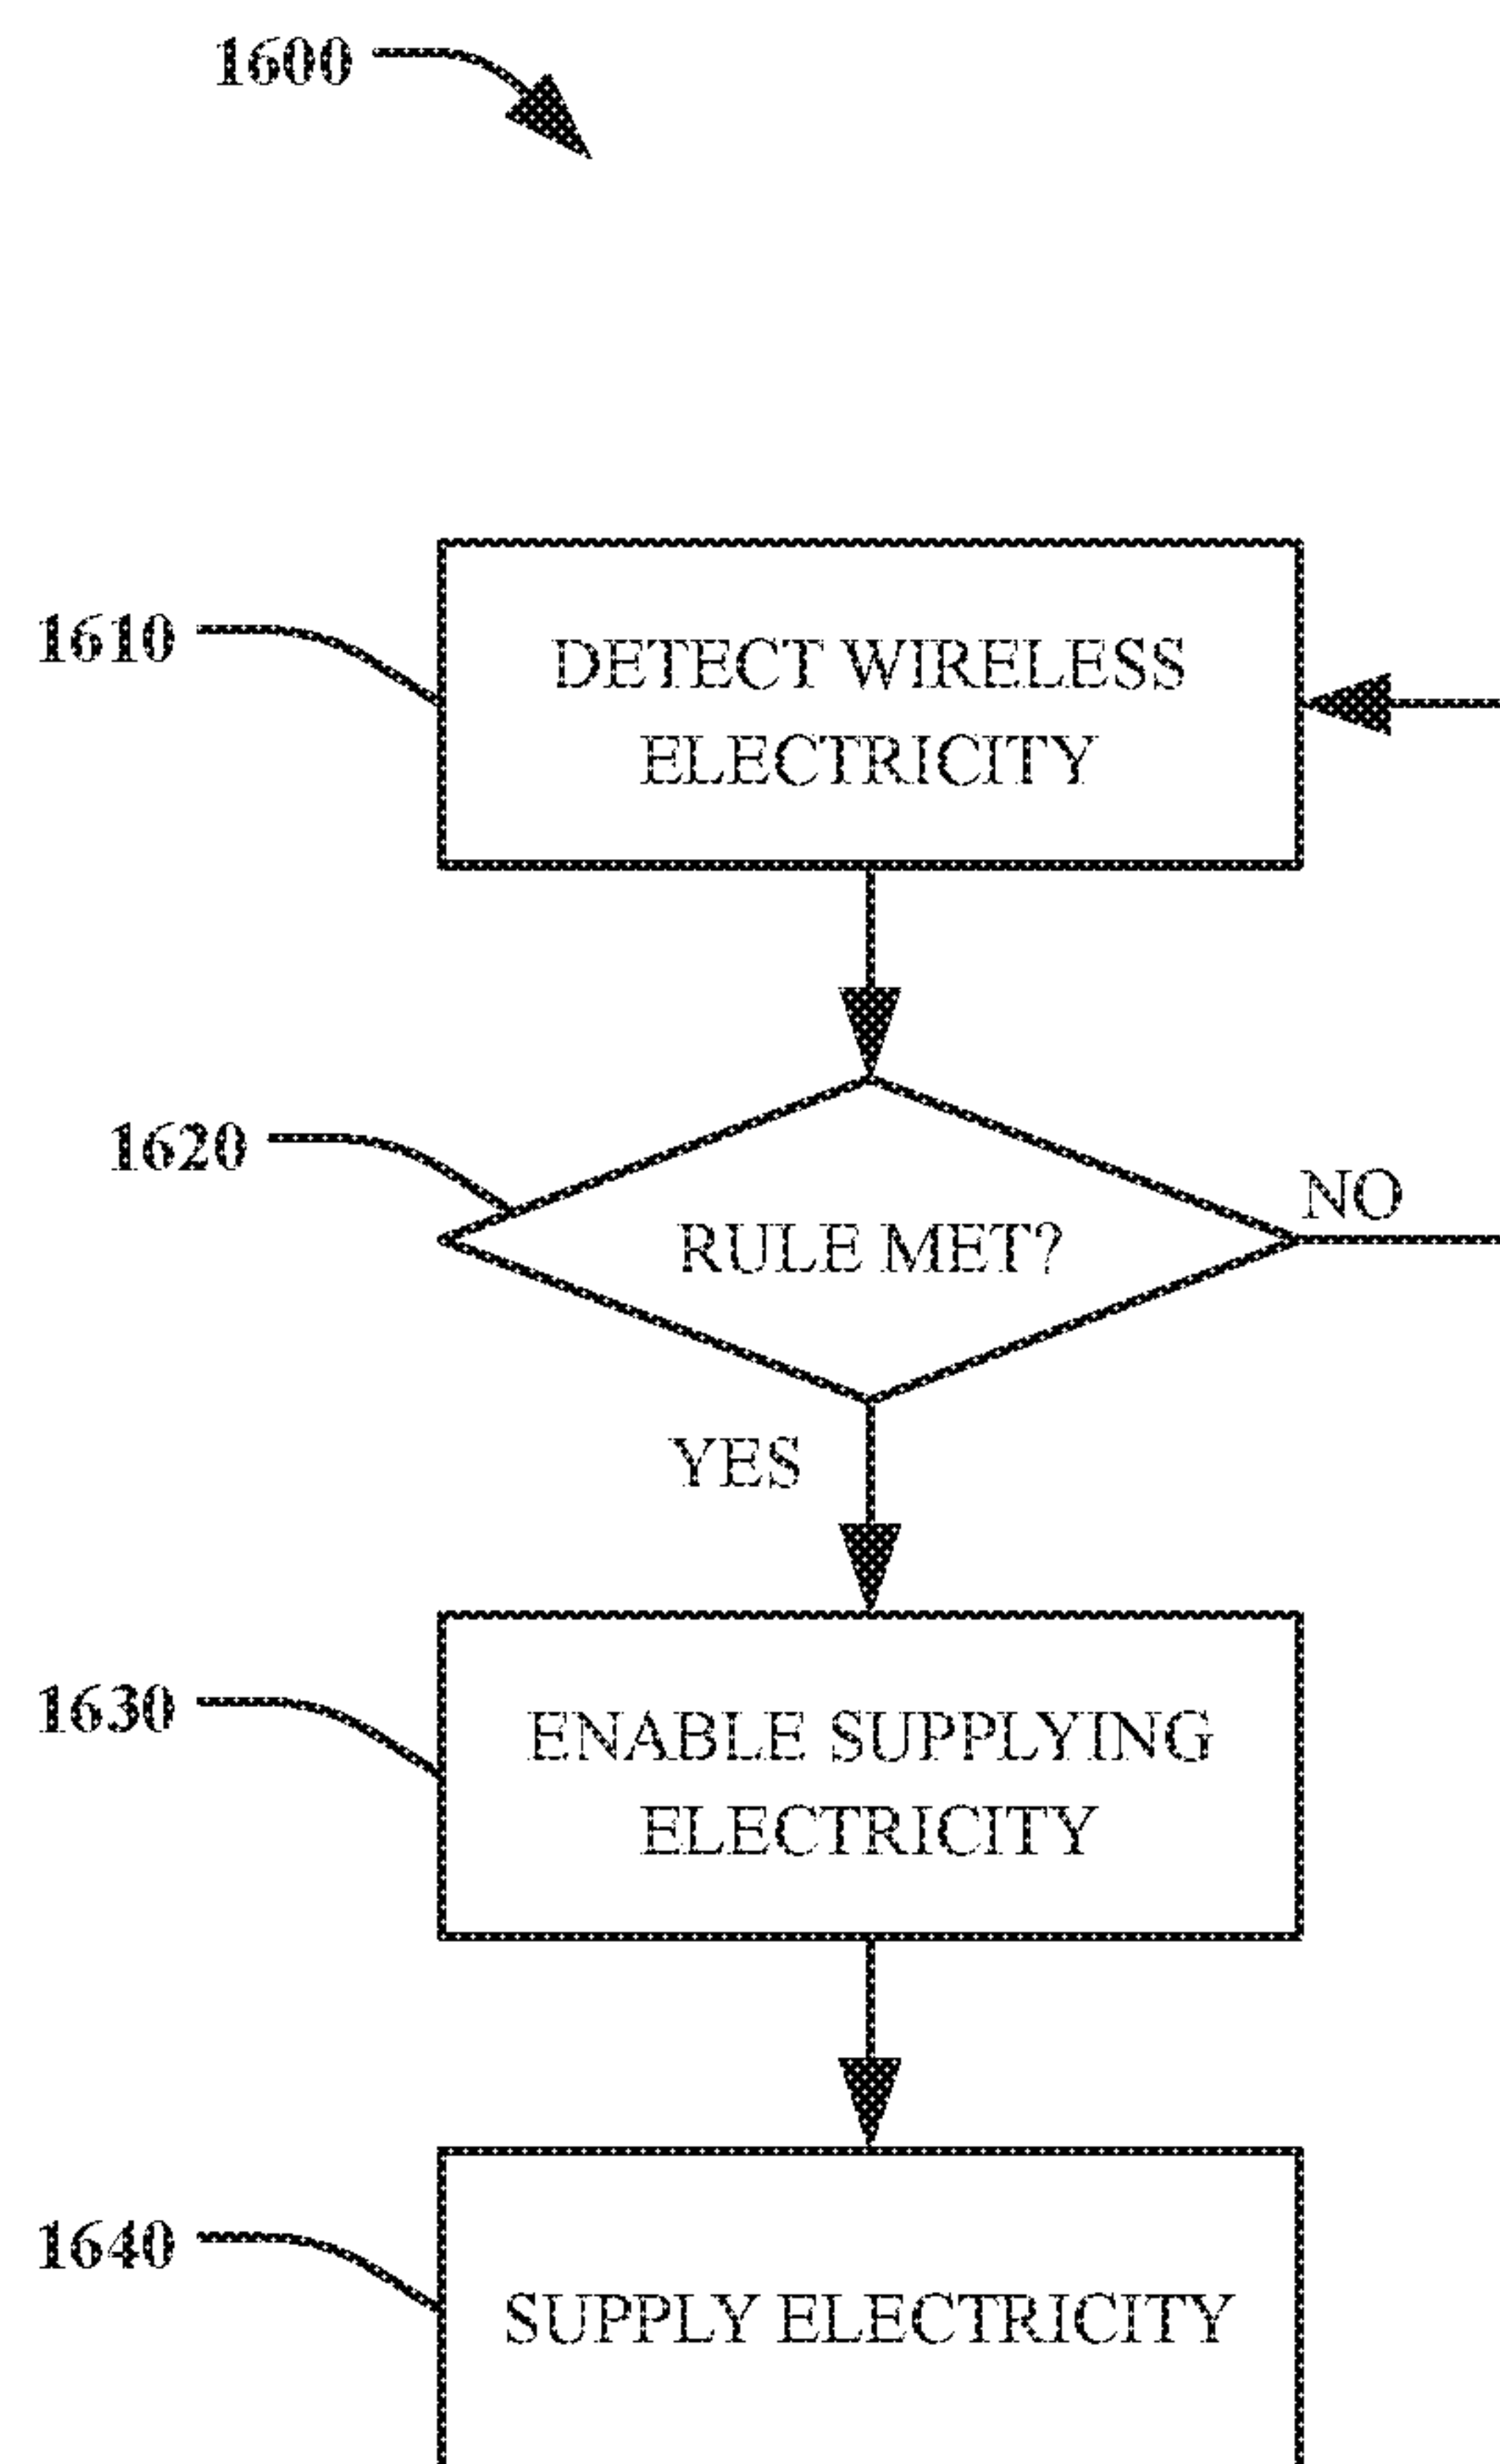 1600
1610
DETECT WIRELESS
ELECTRICITY
1620
RULE MET?
NO
YES
1630
ENABLE SUPPLYING
ELECTRICITY
1640
SUPPLY ELECTRICITY